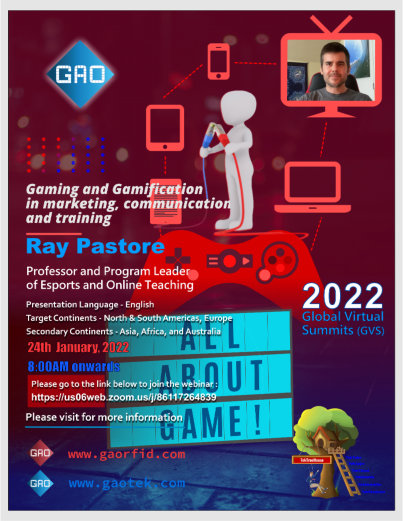 GAO
Gaming and Gamification
in marketing, communication
and training
Ray Pastore
Professor and Program Leader
of Esports and Online Teaching
Presentation Language - English
Target Continents - North & South Americas, Europe
Secondary Continents - Asia, Africa, and Australia
24th January, 2022
8:00AM onwards
Please go to the link below to join the webinar :
https://us06web.zoom.us/j/86117264839
Please visit for more information
2022
Global Virtual
Summits (GVS)
ALL
ABOUT
GAME!
GAO www.gaorfid.com
GAO www.gaotek.com
TekTreeHouse